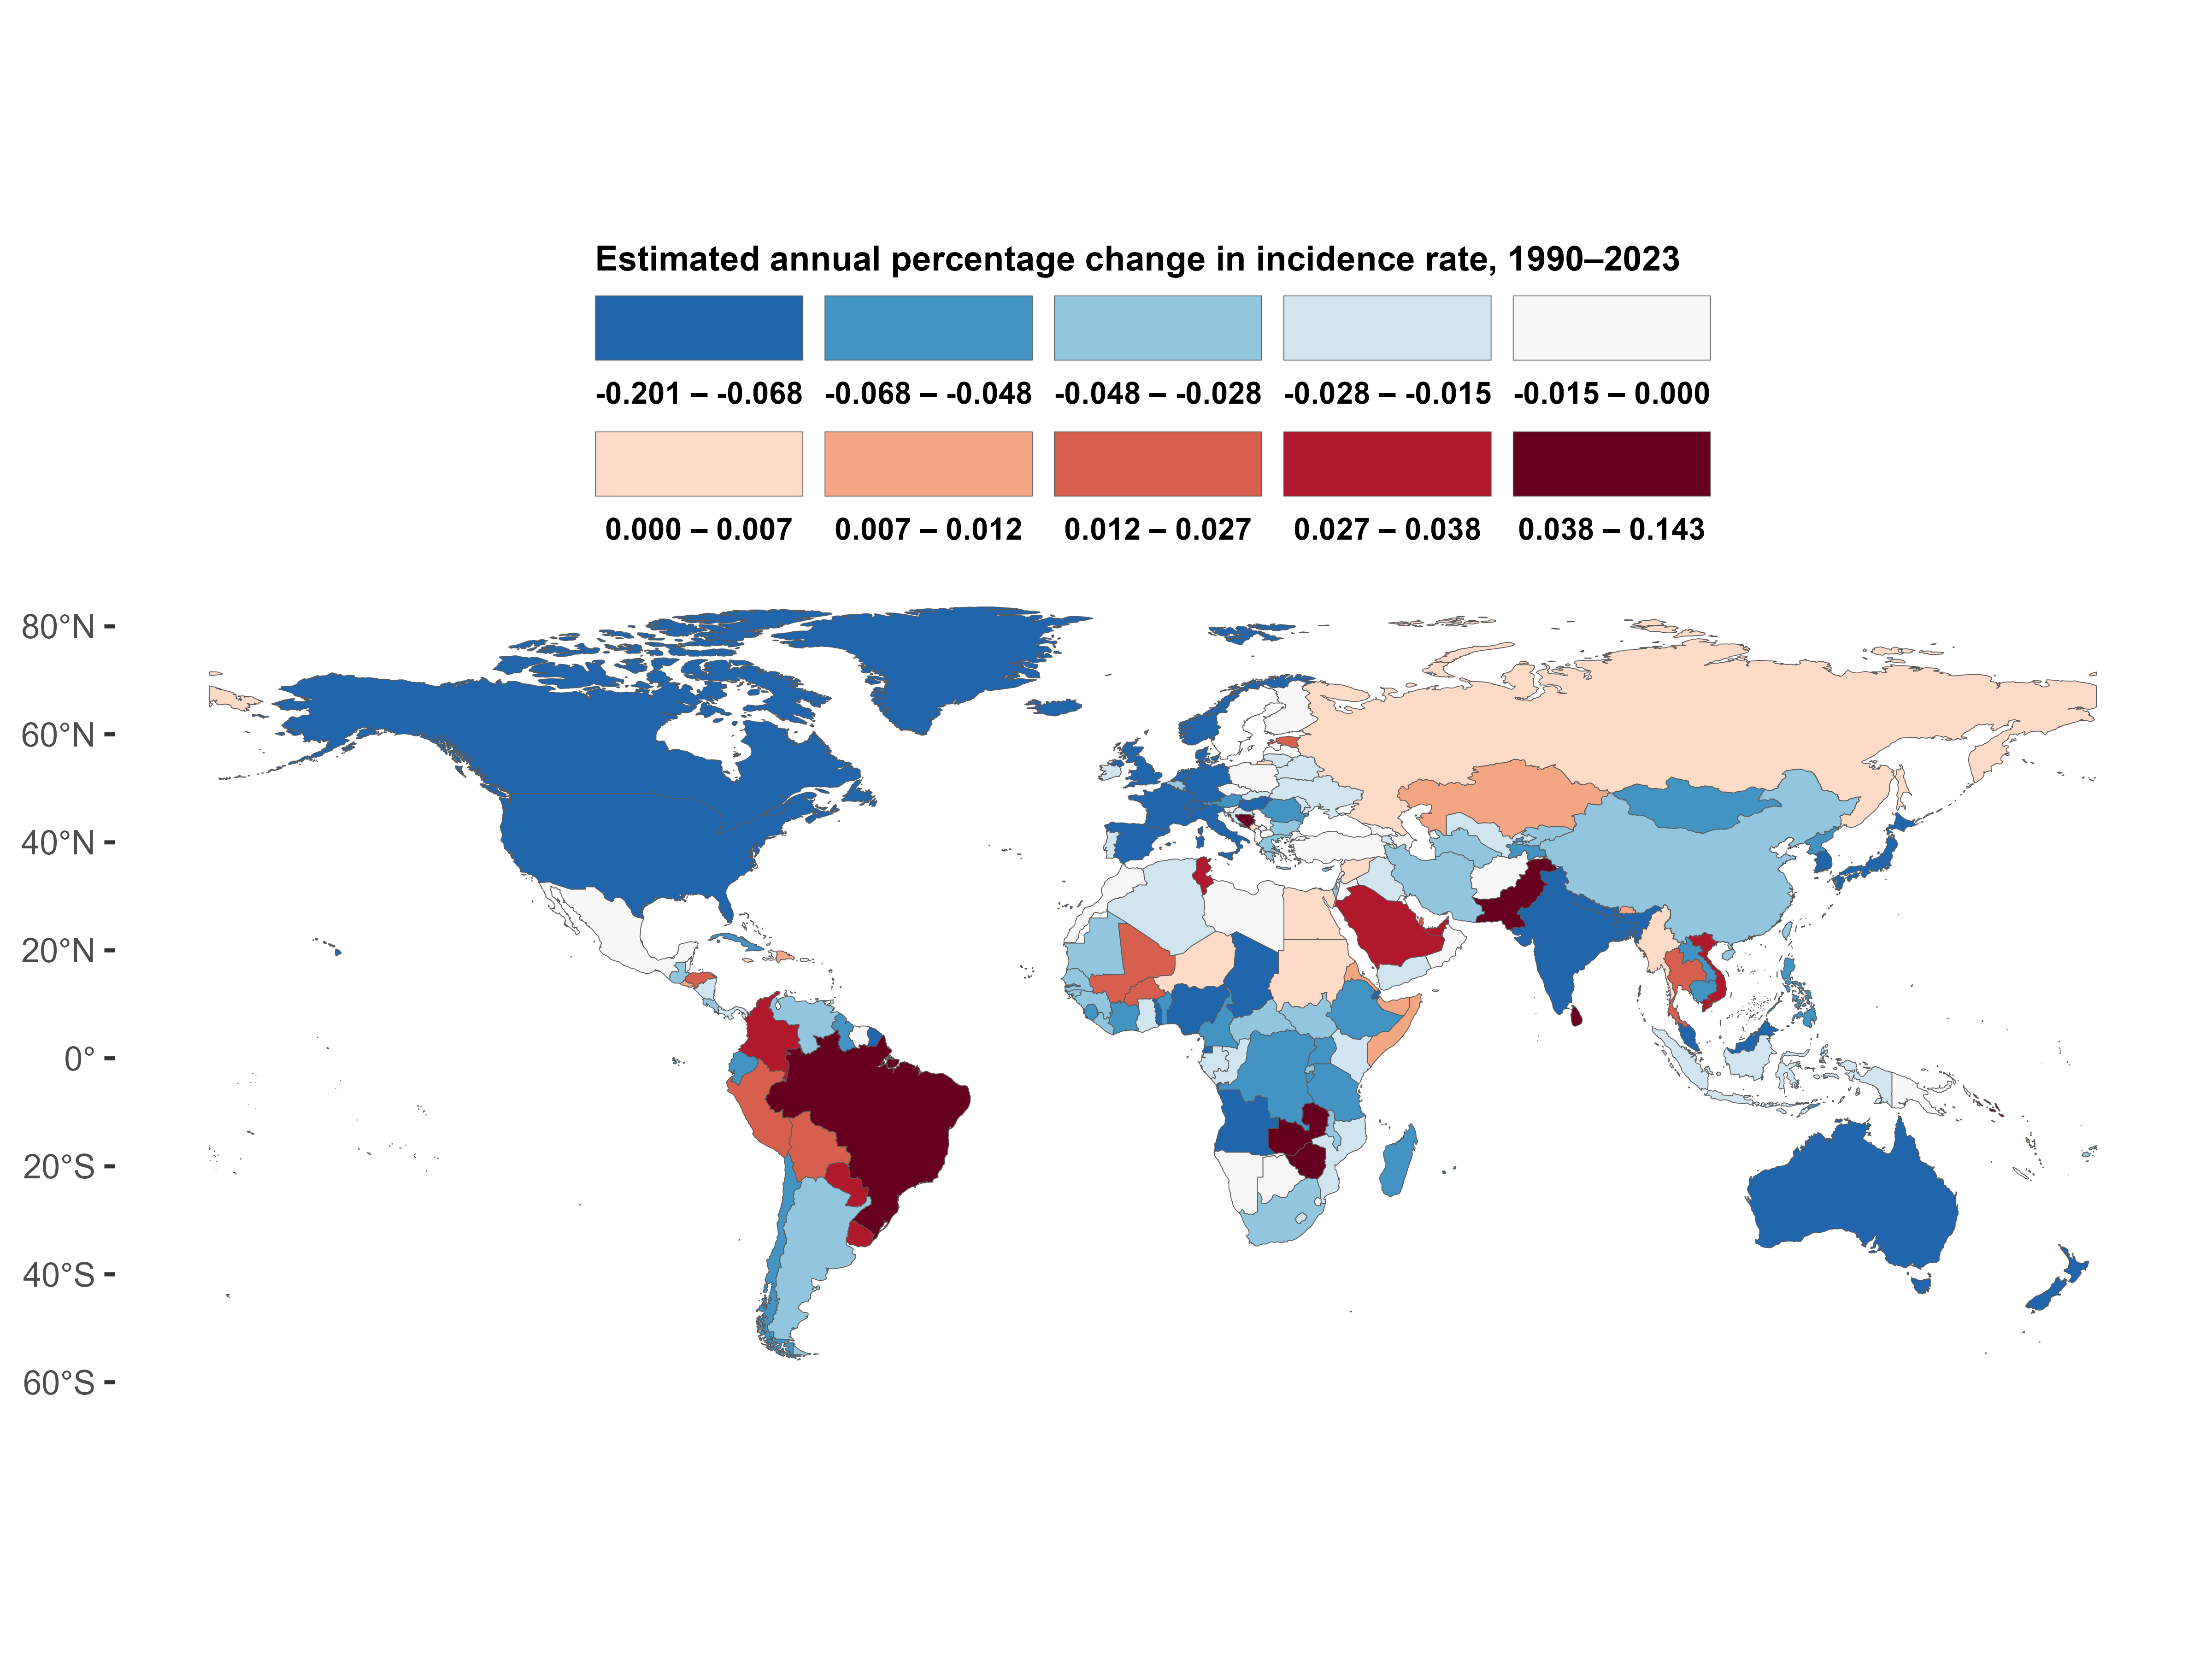 Estimated annual percentage change in incidence rate, 1990–2023
-0.201 – -0.068 -0.068 – -0.048 -0.048 – -0.028 -0.028 – -0.015 -0.015 – 0.000
0.000 – 0.007 0.007 – 0.012 0.012 – 0.027 0.027 – 0.038 0.038 – 0.143
80°N
60°N
40°N
20°N
0°
20°S
40°S
60°S